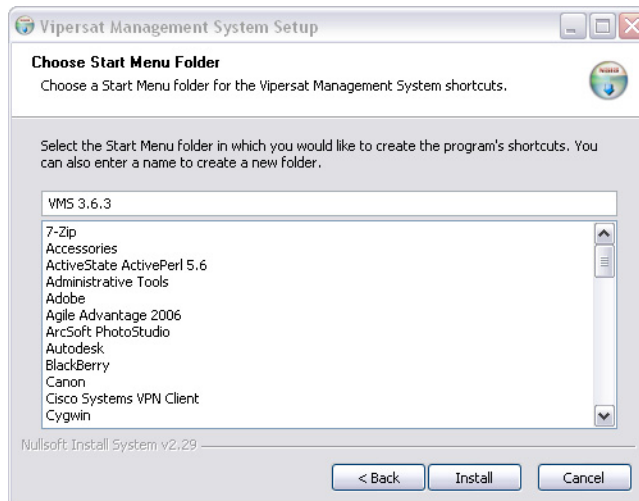 Vipersat Management System Setup
Choose Start Menu Folder
Choose a Start Menu folder for the Vipersat Management System shortcuts.
Select the Start Menu folder in which you would like to create the program's shortcuts. You
can also enter a name to create a new folder.
VMS 3.6.3
7-Zip
Accessories
ActiveState ActivePerl 5.6
Administrative Tools
Adobe
Agile Advantage 2006
ArcSoft PhotoStudio
Autodesk
BlackBerry
Canon
Cisco Systems VPN Client
Cygwin
Nullsoft Install System v2.29
< Back
Install
Cancel